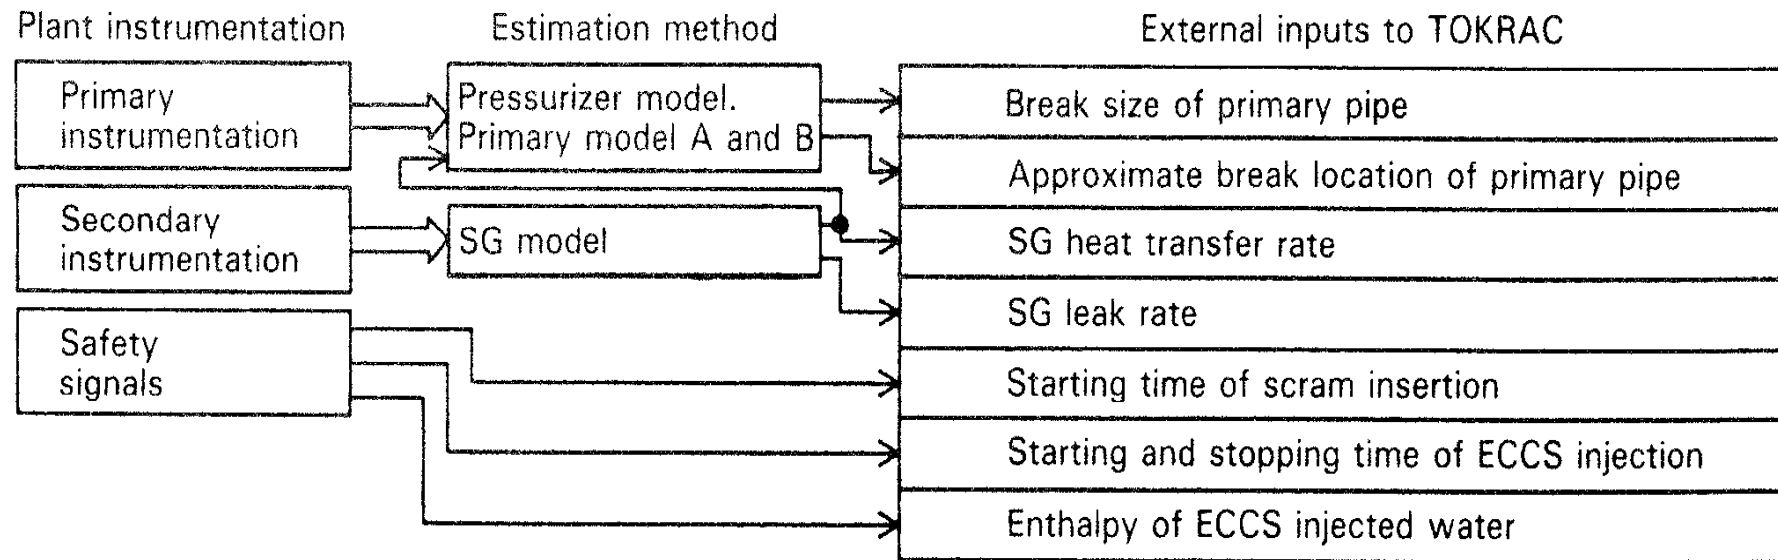 Plant instrumentation
Estimation method
External inputs to TOKRAC
Primary
instrumentation
Pressurizer model.
Primary model A and B
Break size of primary pipe
Approximate break location of primary pipe
Secondary
instrumentation
SG model
SG heat transfer rate
SG leak rate
Safety
signals
Starting time of scram insertion
Starting and stopping time of ECCS injection
Enthalpy of ECCS injected water